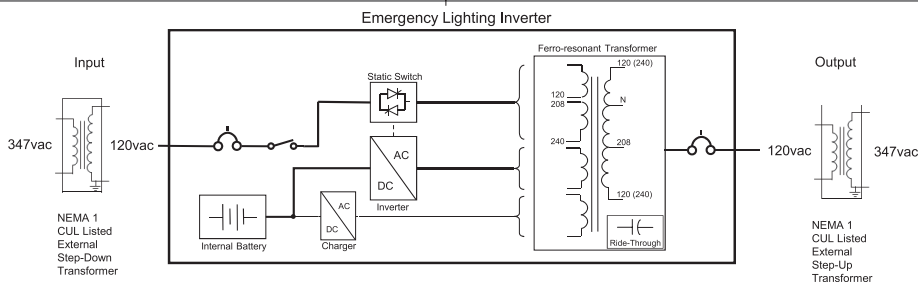 Emergency Lighting Inverter
Input
347vac
120vac
NEMA 1
CUL Listed
External
Step-Down
Transformer
Static Switch
AC
DC
Inverter
Internal Battery
AC
DC
Charger
Ferro-resonant Transformer
120
208
240
120 (240)
N
208
120 (240)
Ride-Through
Output
120vac
347vac
NEMA 1
CUL Listed
External
Step-Up
Transformer